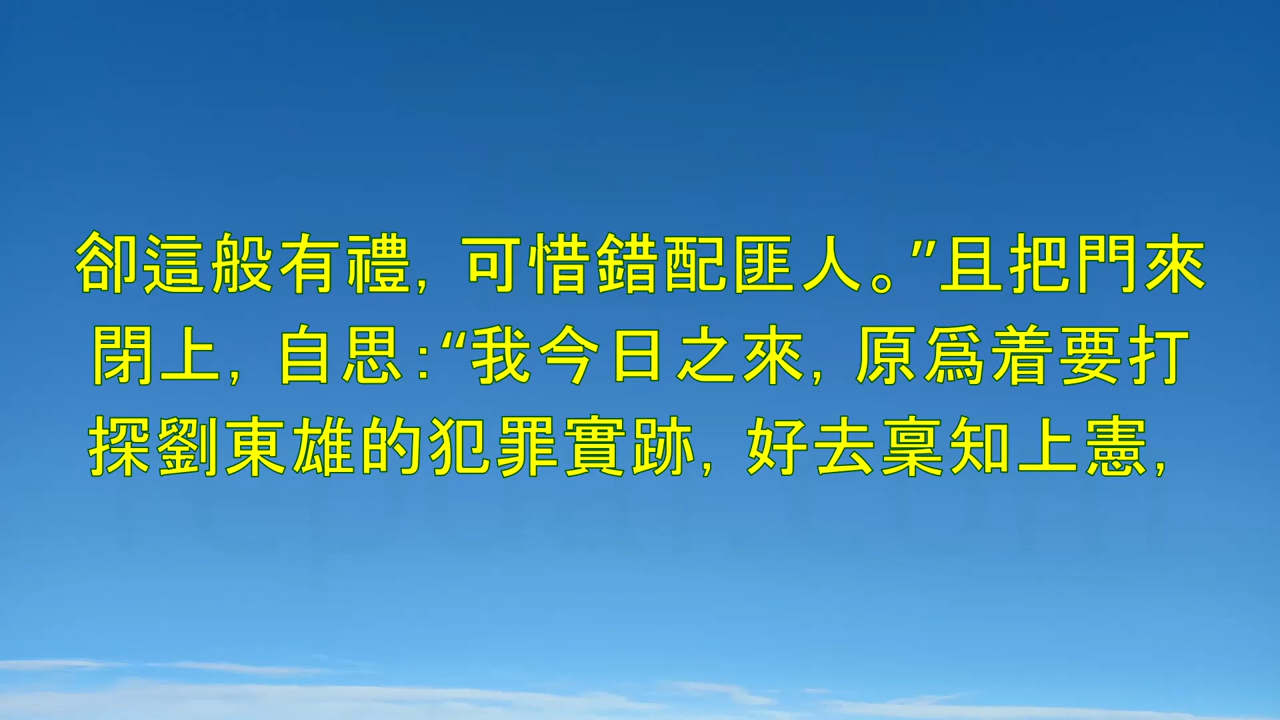 卻這般有禮, 可惜錯配匪人。"且把門來
閉上, 自思:"我今日之來, 原爲着要打
探劉東雄的犯罪實跡, 好去稟知上憲,